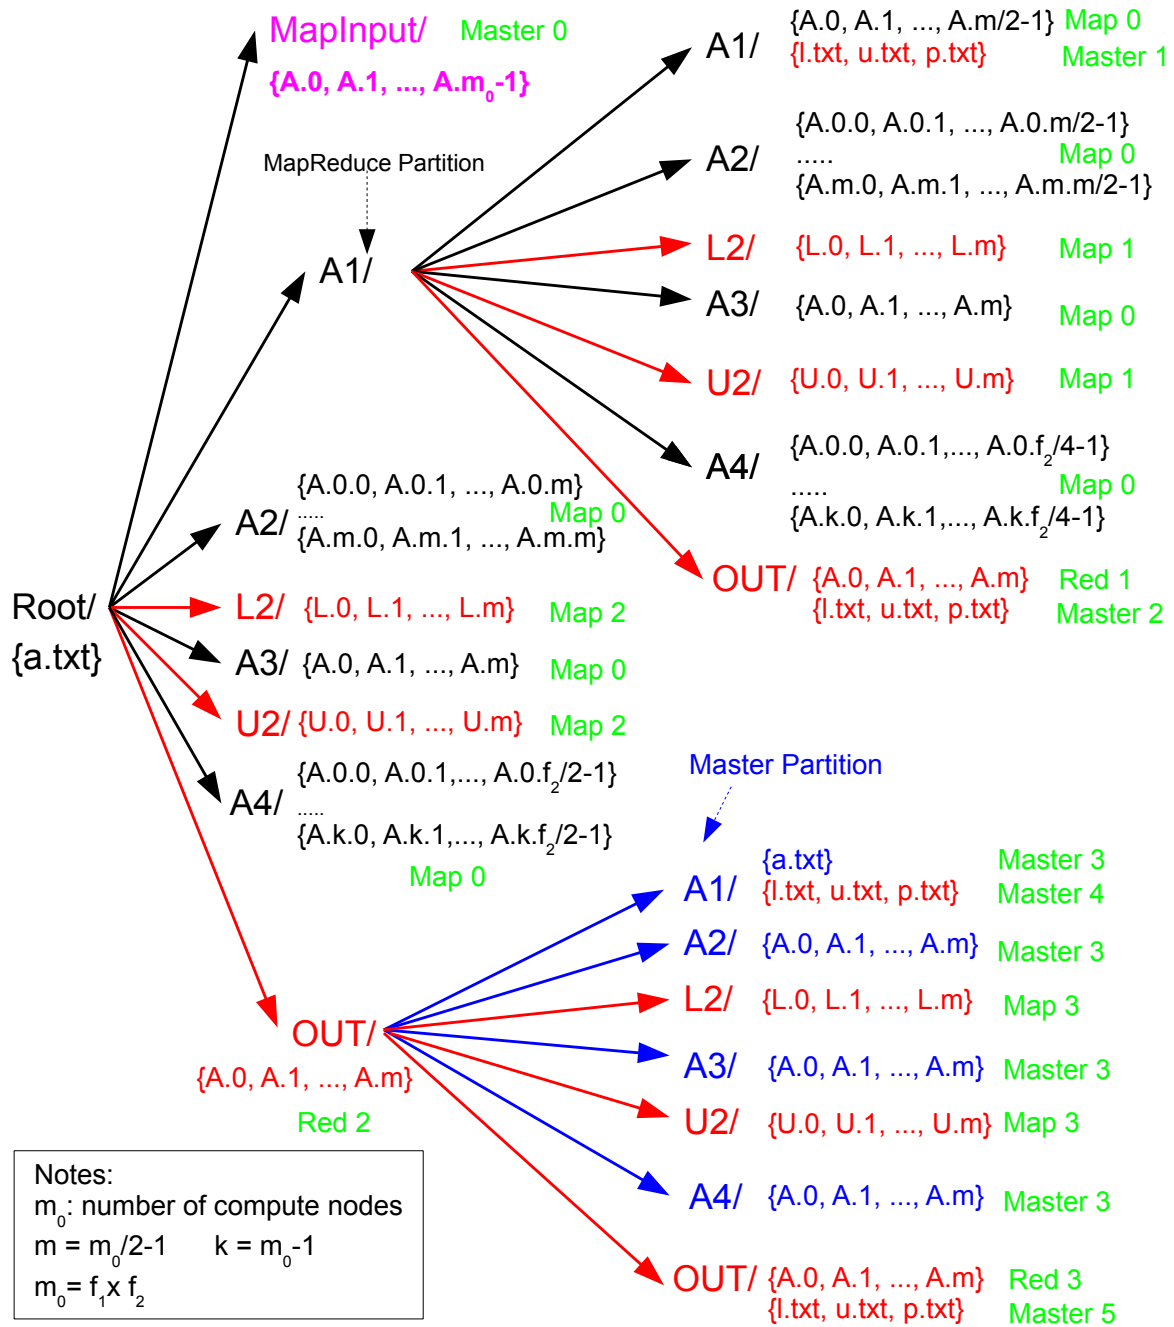 MapInput/ Master 0
{A.0, A.1, ..., A.m0-1}
MapReduce Partition
A1/
A1/ {A.0, A.1, ..., A.m/2-1} Map 0
{l.txt, u.txt, p.txt} Master 1
A2/ {A.0.0, A.0.1, ..., A.0.m/2-1}
..... Map 0
{A.m.0, A.m.1, ..., A.m.m/2-1}
L2/ {L.0, L.1, ..., L.m} Map 1
A3/ {A.0, A.1, ..., A.m} Map 0
U2/ {U.0, U.1, ..., U.m} Map 1
A4/ {A.0.0, A.0.1,..., A.0.f2/4-1}
..... Map 0
{A.k.0, A.k.1,..., A.k.f2/4-1}
OUT/ {A.0, A.1, ..., A.m} Red 1
{l.txt, u.txt, p.txt} Master 2
Root/
{a.txt}
A2/ {A.0.0, A.0.1, ..., A.0.m}
..... Map 0
{A.m.0, A.m.1, ..., A.m.m}
L2/ {L.0, L.1, ..., L.m} Map 2
A3/ {A.0, A.1, ..., A.m} Map 0
U2/ {U.0, U.1, ..., U.m} Map 2
A4/ {A.0.0, A.0.1,..., A.0.f2/2-1}
.....
{A.k.0, A.k.1,..., A.k.f2/2-1}
Map 0
OUT/
{A.0, A.1, ..., A.m}
Red 2
Master Partition
A1/ {a.txt} Master 3
{l.txt, u.txt, p.txt} Master 4
A2/ {A.0, A.1, ..., A.m} Master 3
L2/ {L.0, L.1, ..., L.m} Map 3
A3/ {A.0, A.1, ..., A.m} Master 3
U2/ {U.0, U.1, ..., U.m} Map 3
A4/ {A.0, A.1, ..., A.m} Master 3
OUT/ {A.0, A.1, ..., A.m} Red 3
{l.txt, u.txt, p.txt} Master 5
Notes:
m0: number of compute nodes
m = m0/2-1 k = m0-1
m0= f1x f2